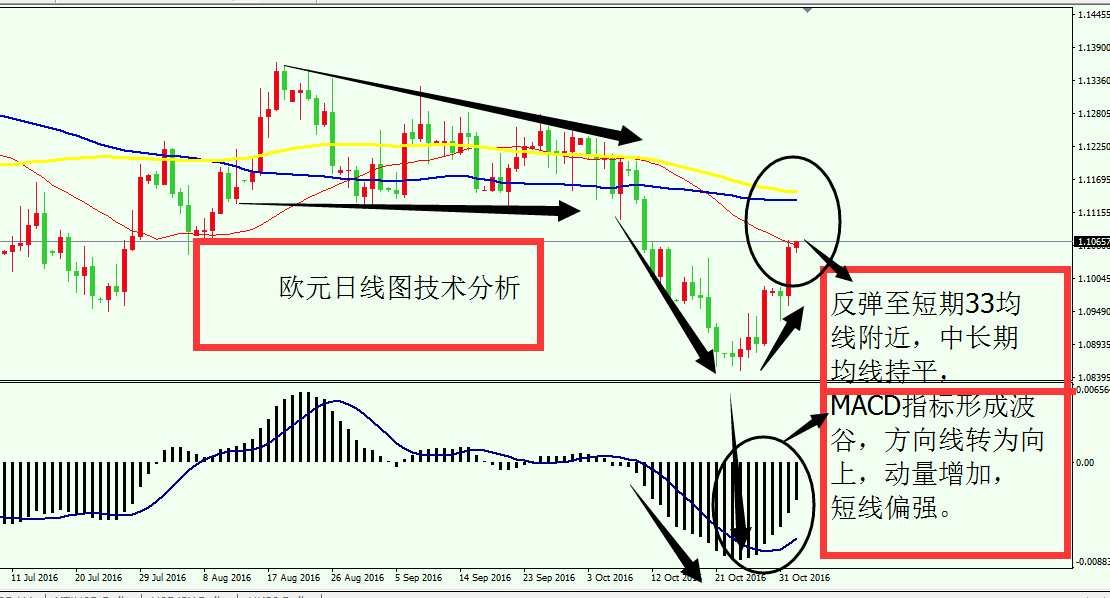 1.14455
1.13900
1.13360
1.12805
1.12250
1.11695
1.11155
1.10657
1.10045
1.09490
1.08935
1.08395
欧元日线图技术分析
反弹至短期33均
线附近，中长期
均线持平，
MACD指标形成波
谷，方向线转为向
上，动量增加，
短线偏强。
0.00656
0.00
-0.00883
11 Jul 2016 20 Jul 2016 29 Jul 2016 8 Aug 2016 17 Aug 2016 26 Aug 2016 5 Sep 2016 14 Sep 2016 23 Sep 2016 3 Oct 2016 12 Oct 21 Oct 2016 31 Oct 2016